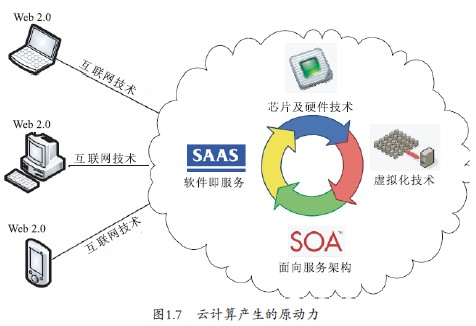 Web 2.0
互联网技术
芯片及硬件技术
Web 2.0
互联网技术
SAAS
软件即服务
虚拟化技术
Web 2.0
互联网技术
SOA™
面向服务架构
图1.7 云计算产生的原动力